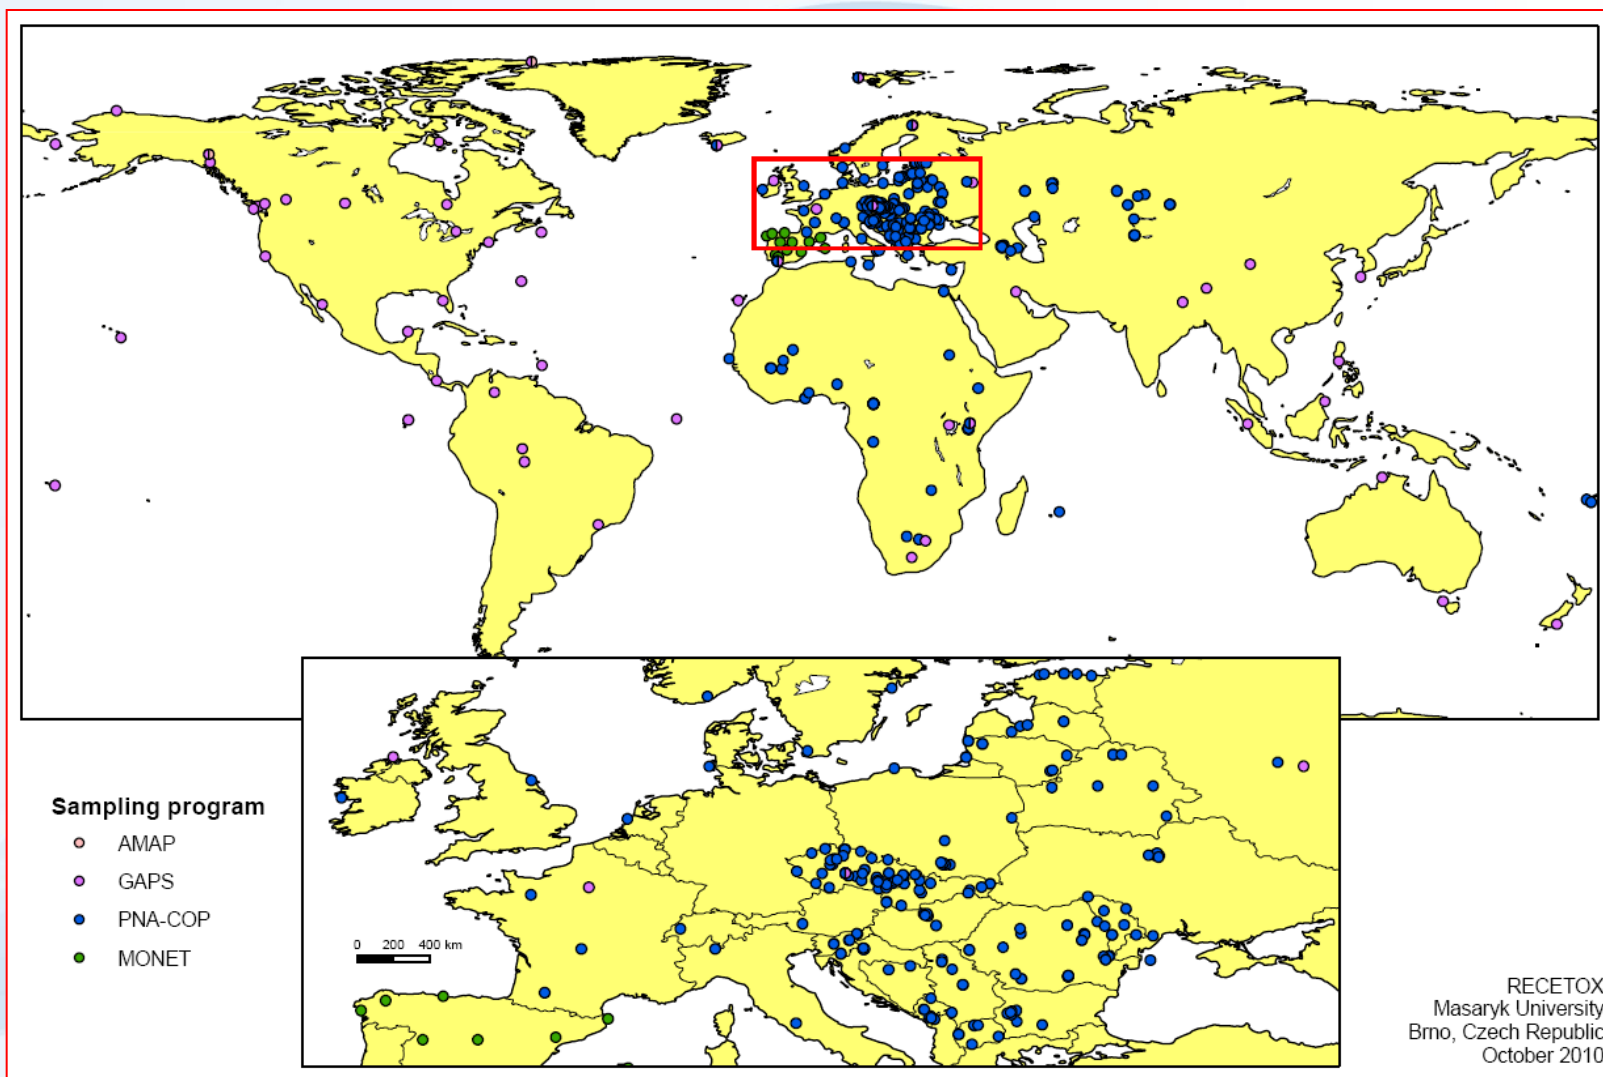 Sampling program
AMAP
GAPS
PNA-COP
MONET
0 200 400 km
RECETOX
Masaryk University
Brno, Czech Republic
October 2010